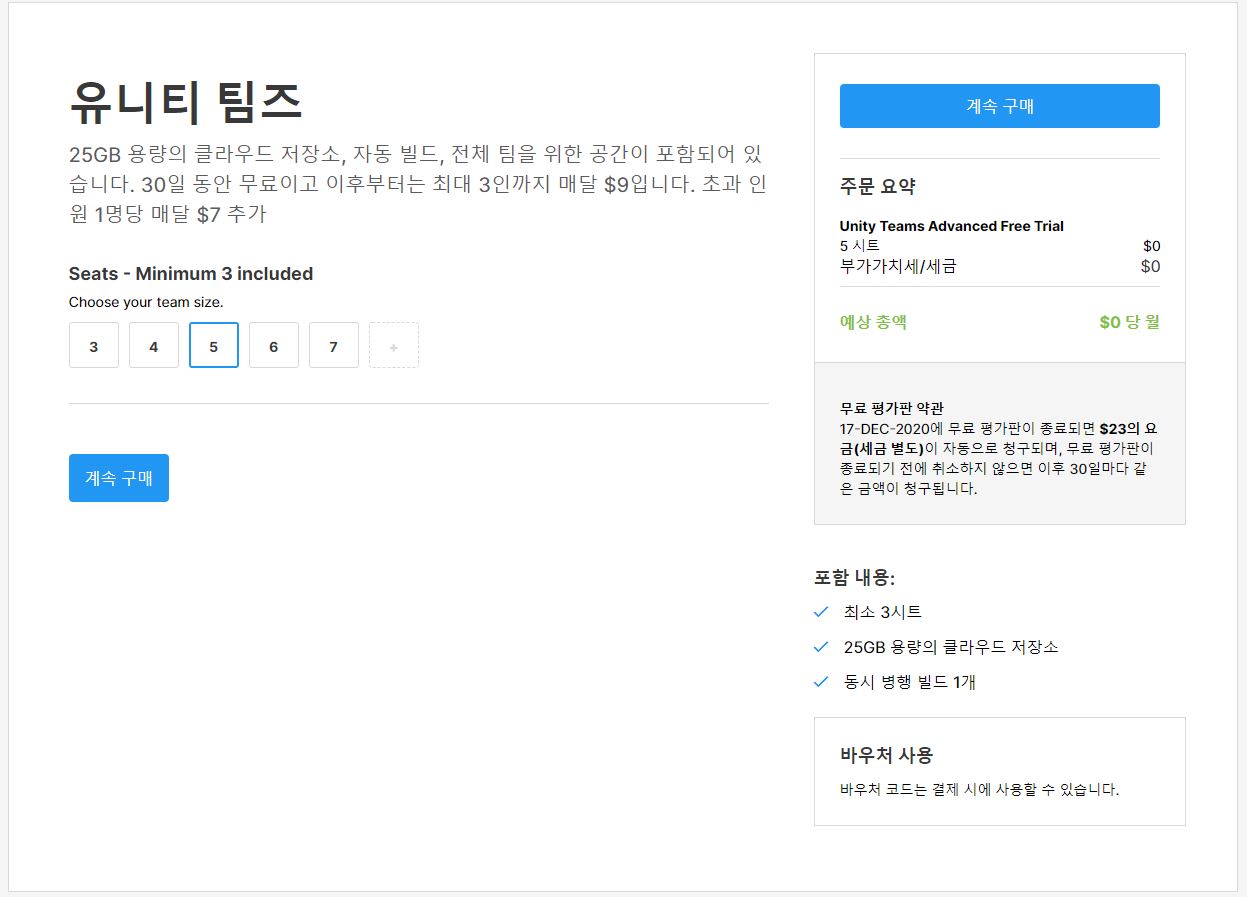 유니티 팀즈
25GB 용량의 클라우드 저장소, 자동 빌드, 전체 팀을 위한 공간이 포함되어 있
습니다. 30일 동안 무료이고 이후부터는 최대 3인까지 매달 $9입니다. 초과 인
원 1명당 매달 $7 추가
Seats - Minimum 3 included
Choose your team size.
3 4 5 6 7 +
계속 구매
계속 구매
주문 요약
Unity Teams Advanced Free Trial
5 시트 $0
부가가치세/세금 $0
예상 총액 $0 당 월
무료 평가판 약관
17-DEC-2020에 무료 평가판이 종료되면 $23의 요
금(세금 별도)이 자동으로 청구되며, 무료 평가판이
종료되기 전에 취소하지 않으면 이후 30일마다 같
은 금액이 청구됩니다.
포함 내용:
최소 3시트
25GB 용량의 클라우드 저장소
동시 병행 빌드 1개
바우처 사용
바우처 코드는 결제 시에 사용할 수 있습니다.